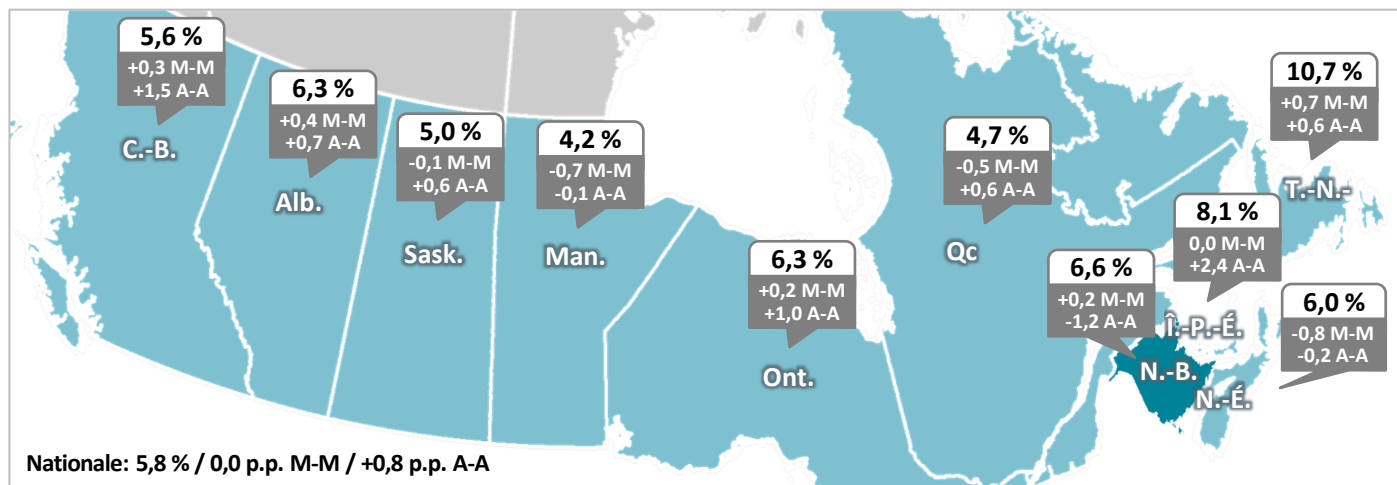 5,6 %
+0,3 M-M
+1,5 A-A
C.-B.
6,3 %
+0,4 M-M
+0,7 A-A
Alb.
5,0 %
-0,1 M-M
+0,6 A-A
Sask.
4,2 %
-0,7 M-M
-0,1 A-A
Man.
6,3 %
+0,2 M-M
+1,0 A-A
Ont.
4,7 %
-0,5 M-M
+0,6 A-A
Qc
10,7 %
+0,7 M-M
+0,6 A-A
T.-N.-
8,1 %
0,0 M-M
+2,4 A-A
Î.-P.-É.
6,6 %
+0,2 M-M
-1,2 A-A
N.-B.
6,0 %
-0,8 M-M
-0,2 A-A
N.-É.
Nationale: 5,8 % / 0,0 p.p. M-M / +0,8 p.p. A-A